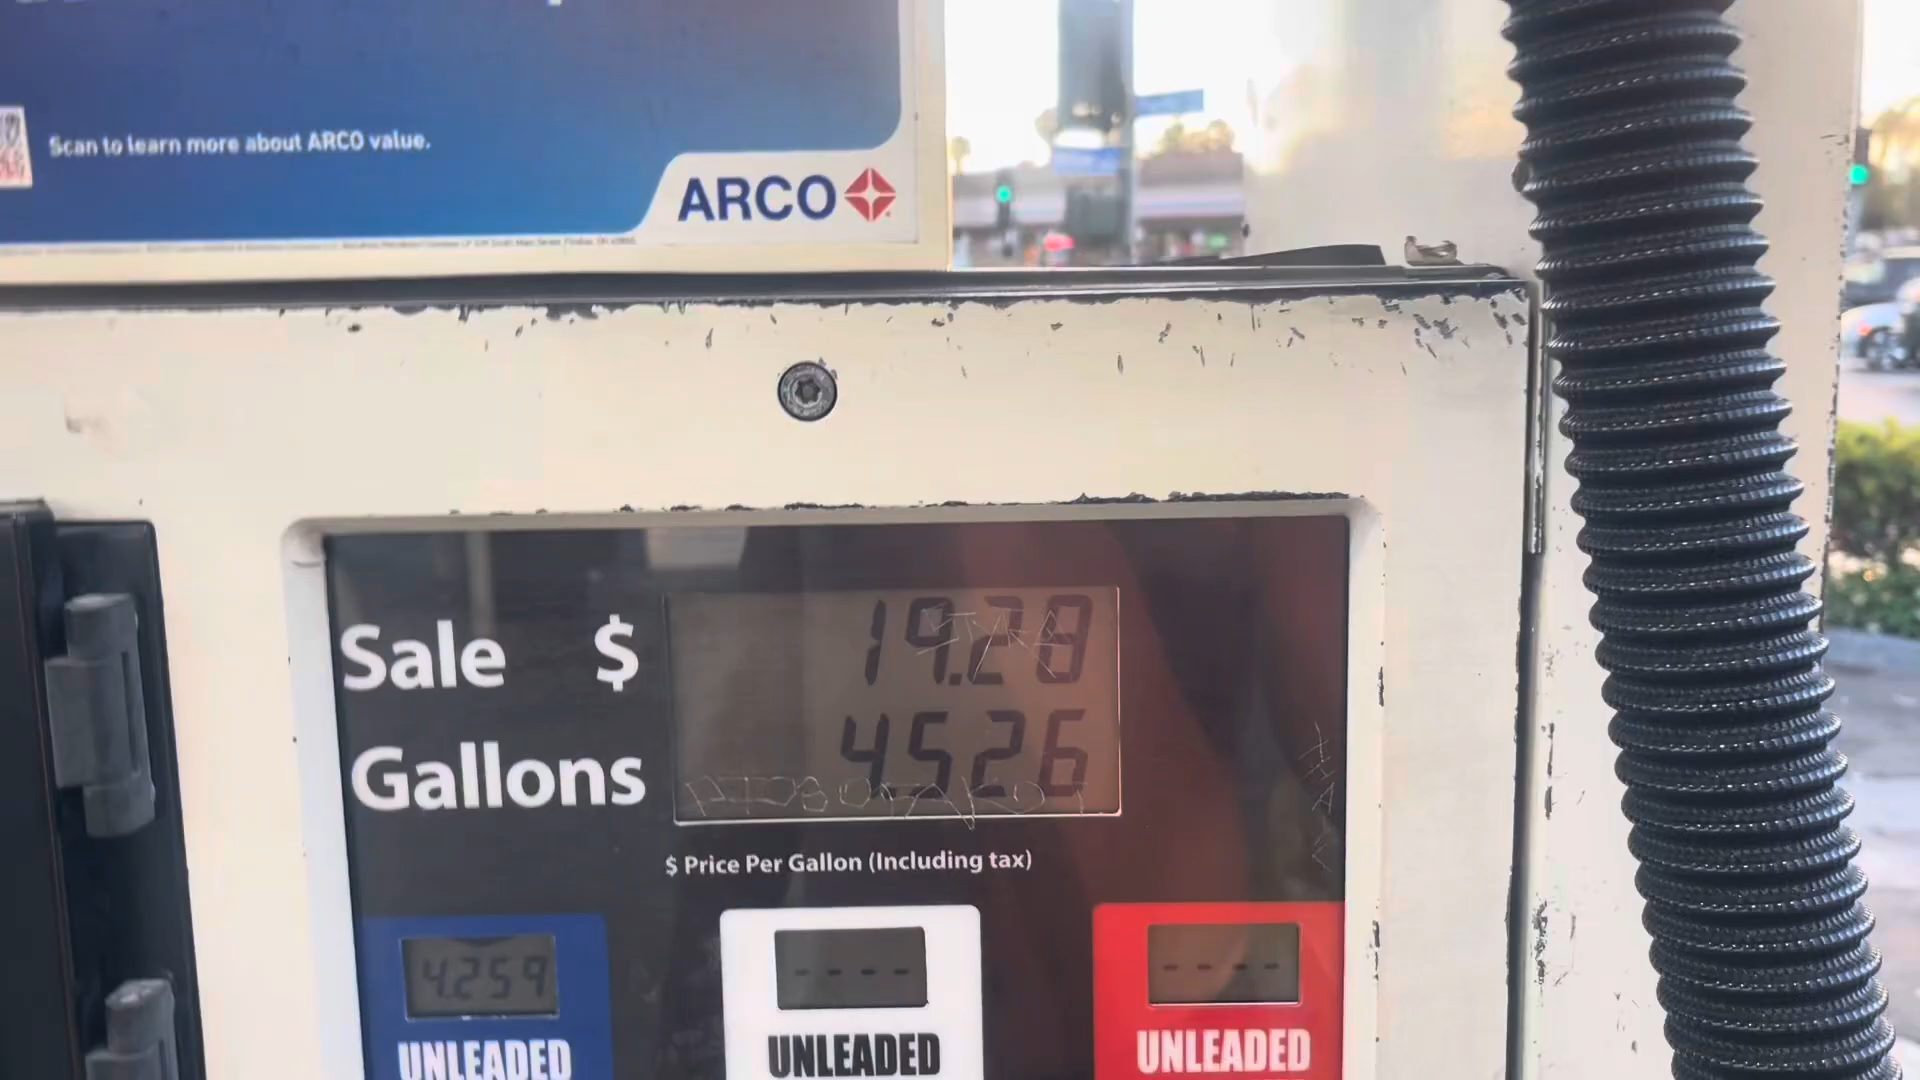 Scan to learn more about ARCO value.
ARCO
Sale $ 19.28
Gallons 4.526
$ Price Per Gallon (Including tax)
4.259
- - - -
- - - -
UNLEADED
UNLEADED
UNLEADED